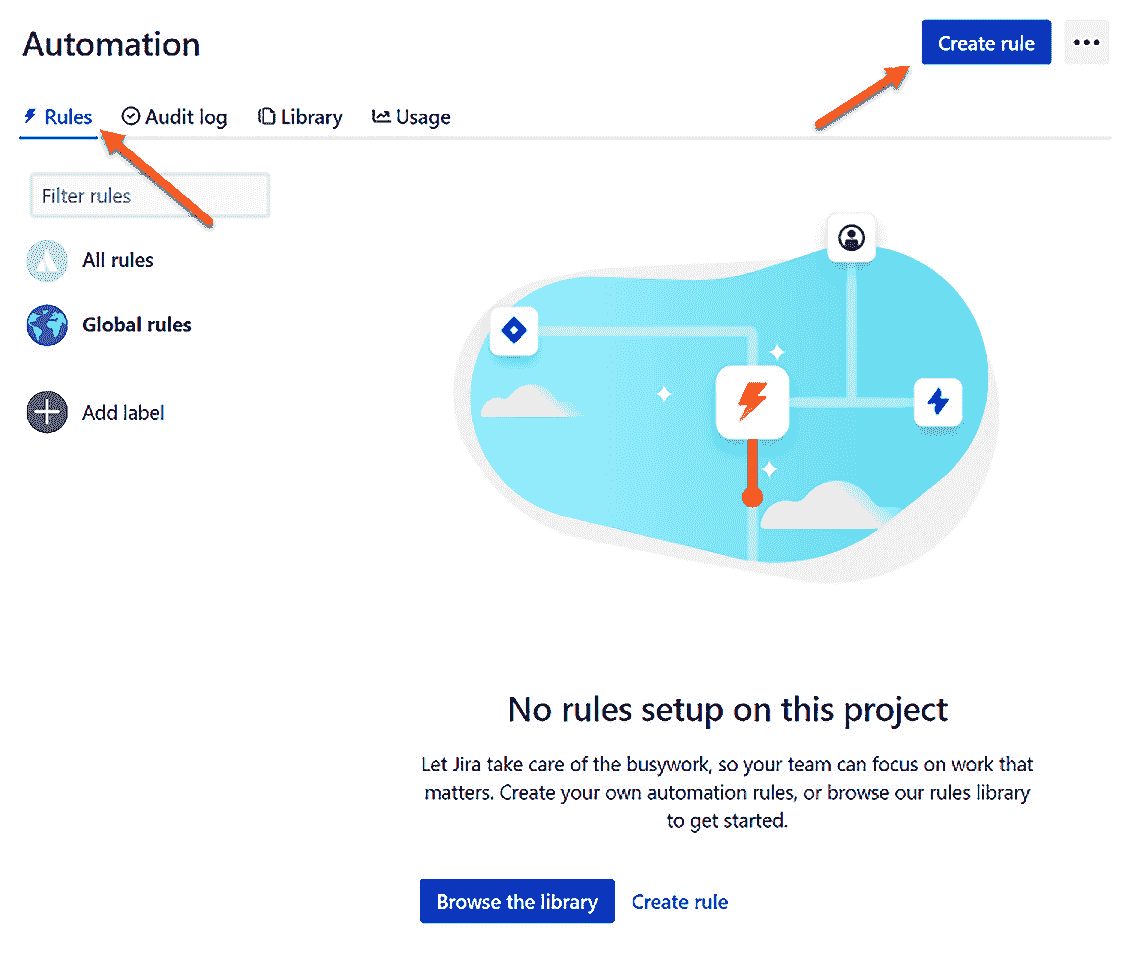 Automation
Create rule
Rules
Audit log
Library
Usage
Filter rules
All rules
Global rules
Add label
No rules setup on this project
Let Jira take care of the busywork, so your team can focus on work that
matters. Create your own automation rules, or browse our rules library
to get started.
Browse the library
Create rule